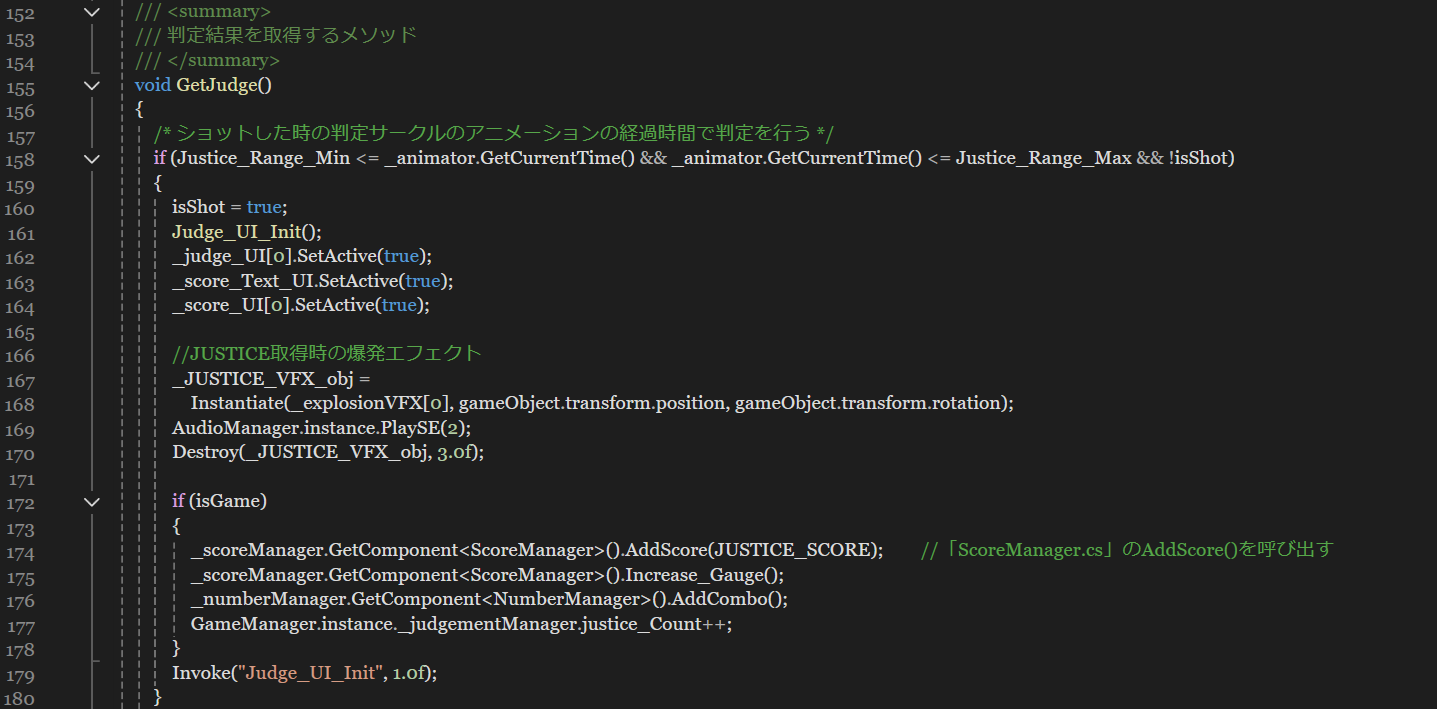 152 /// <summary>
153 /// 判定結果を取得するメソッド
154 /// </summary>
155 void GetJudge()
156 {
157 /* ショットした時の判定サークルのアニメーションの経過時間で判定を行う */
158 if (Justice_Range_Min <= _animator.GetCurrentTime() && _animator.GetCurrentTime() <= Justice_Range_Max && !isShot)
159 {
160 isShot = true;
161 Judge_UI_Init();
162 _judge_UI[0].SetActive(true);
163 _score_Text_UI.SetActive(true);
164 _score_UI[0].SetActive(true);
165
166 //JUSTICE取得時の爆発エフェクト
167 _JUSTICE_VFX_obj =
168 Instantiate(_explosionVFX[0], gameObject.transform.position, gameObject.transform.rotation);
169 AudioManager.instance.PlaySE(2);
170 Destroy(_JUSTICE_VFX_obj, 3.0f);
171
172 if (isGame)
173 {
174 _scoreManager.GetComponent<ScoreManager>().AddScore(JUSTICE_SCORE); //「ScoreManager.cs」のAddScore()を呼び出す
175 _scoreManager.GetComponent<ScoreManager>().Increase_Gauge();
176 _numberManager.GetComponent<NumberManager>().AddCombo();
177 GameManager.instance._judgementManager.justice_Count++;
178 }
179 Invoke("Judge_UI_Init", 1.0f);
180 }